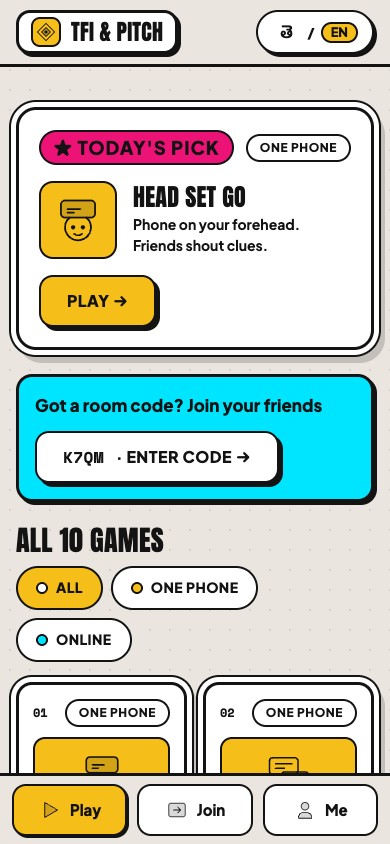 TFI & PITCH
తె / EN
TODAY'S PICK
ONE PHONE
HEAD SET GO
Phone on your forehead.
Friends shout clues.
PLAY →
Got a room code? Join your friends
K7QM · ENTER CODE →
ALL 10 GAMES
ALL
ONE PHONE
ONLINE
01 ONE PHONE
02 ONE PHONE
Play
Join
Me